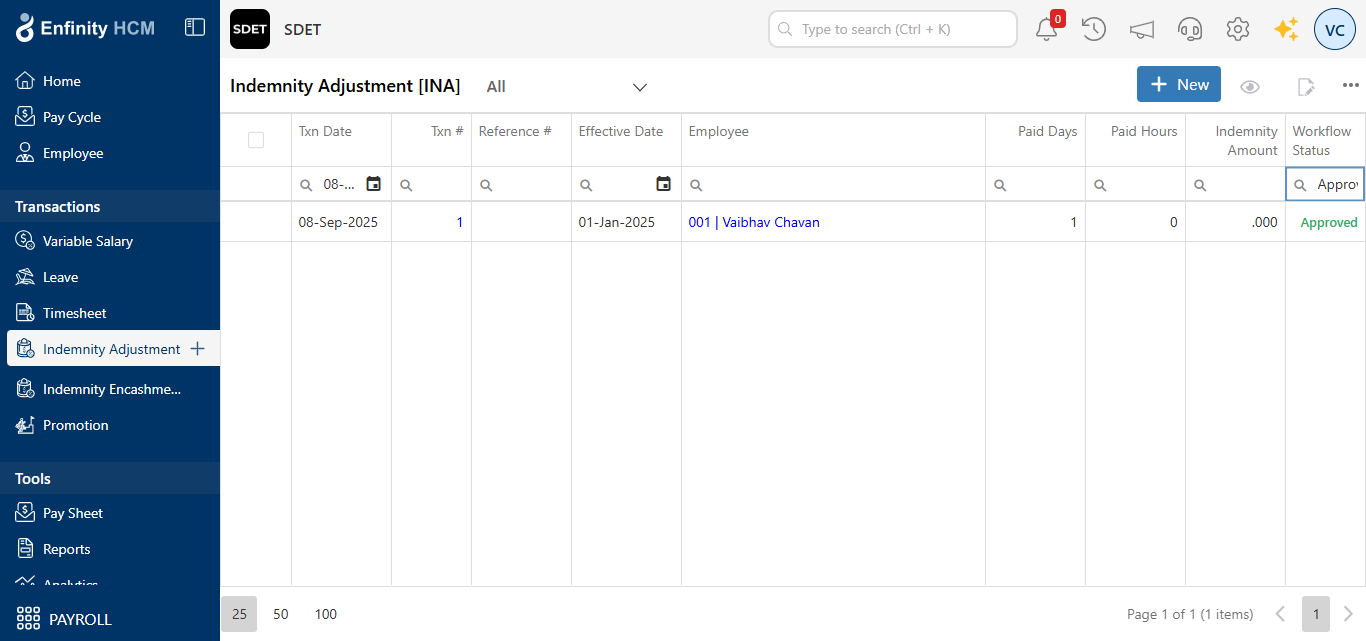 Enfinity HCM
SDET
SDET
Type to search (Ctrl + K)
0
VC
Home
Pay Cycle
Employee
Transactions
Variable Salary
Leave
Timesheet
Indemnity Adjustment
Indemnity Encashme...
Promotion
Tools
Pay Sheet
Reports
Analytics
PAYROLL
Indemnity Adjustment [INA]
All
New
Txn Date
Txn #
Reference #
Effective Date
Employee
Paid Days
Paid Hours
Indemnity
Amount
Workflow
Status
08-...
Approv
08-Sep-2025
1
01-Jan-2025
001 | Vaibhav Chavan
1
0
.000
Approved
25
50
100
Page 1 of 1 (1 items)
1